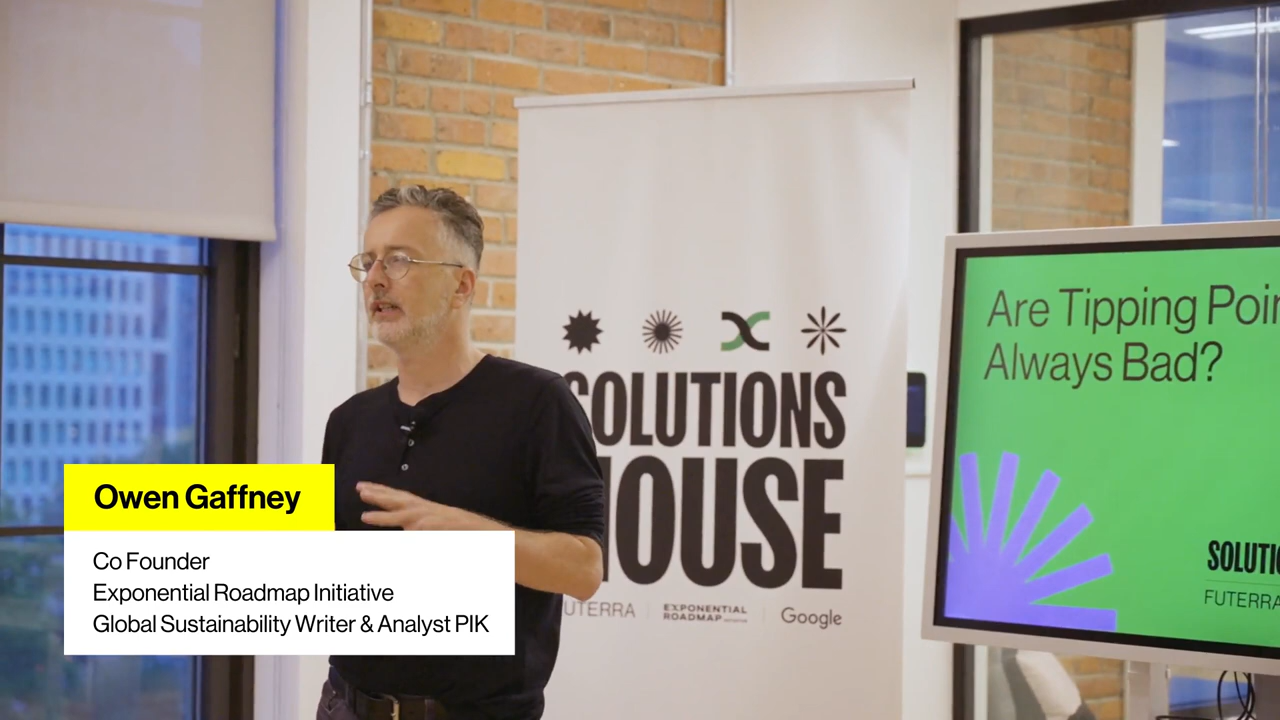 Owen Gaffney
Co Founder
Exponential Roadmap Initiative
Global Sustainability Writer & Analyst PIK
SOLUTIONS
HOUSE
FUTERRA
EXPONENTIAL
ROADMAP INITIATIVE
Google
Are Tipping Poin
Always Bad?
SOLUTIO
FUTERRA